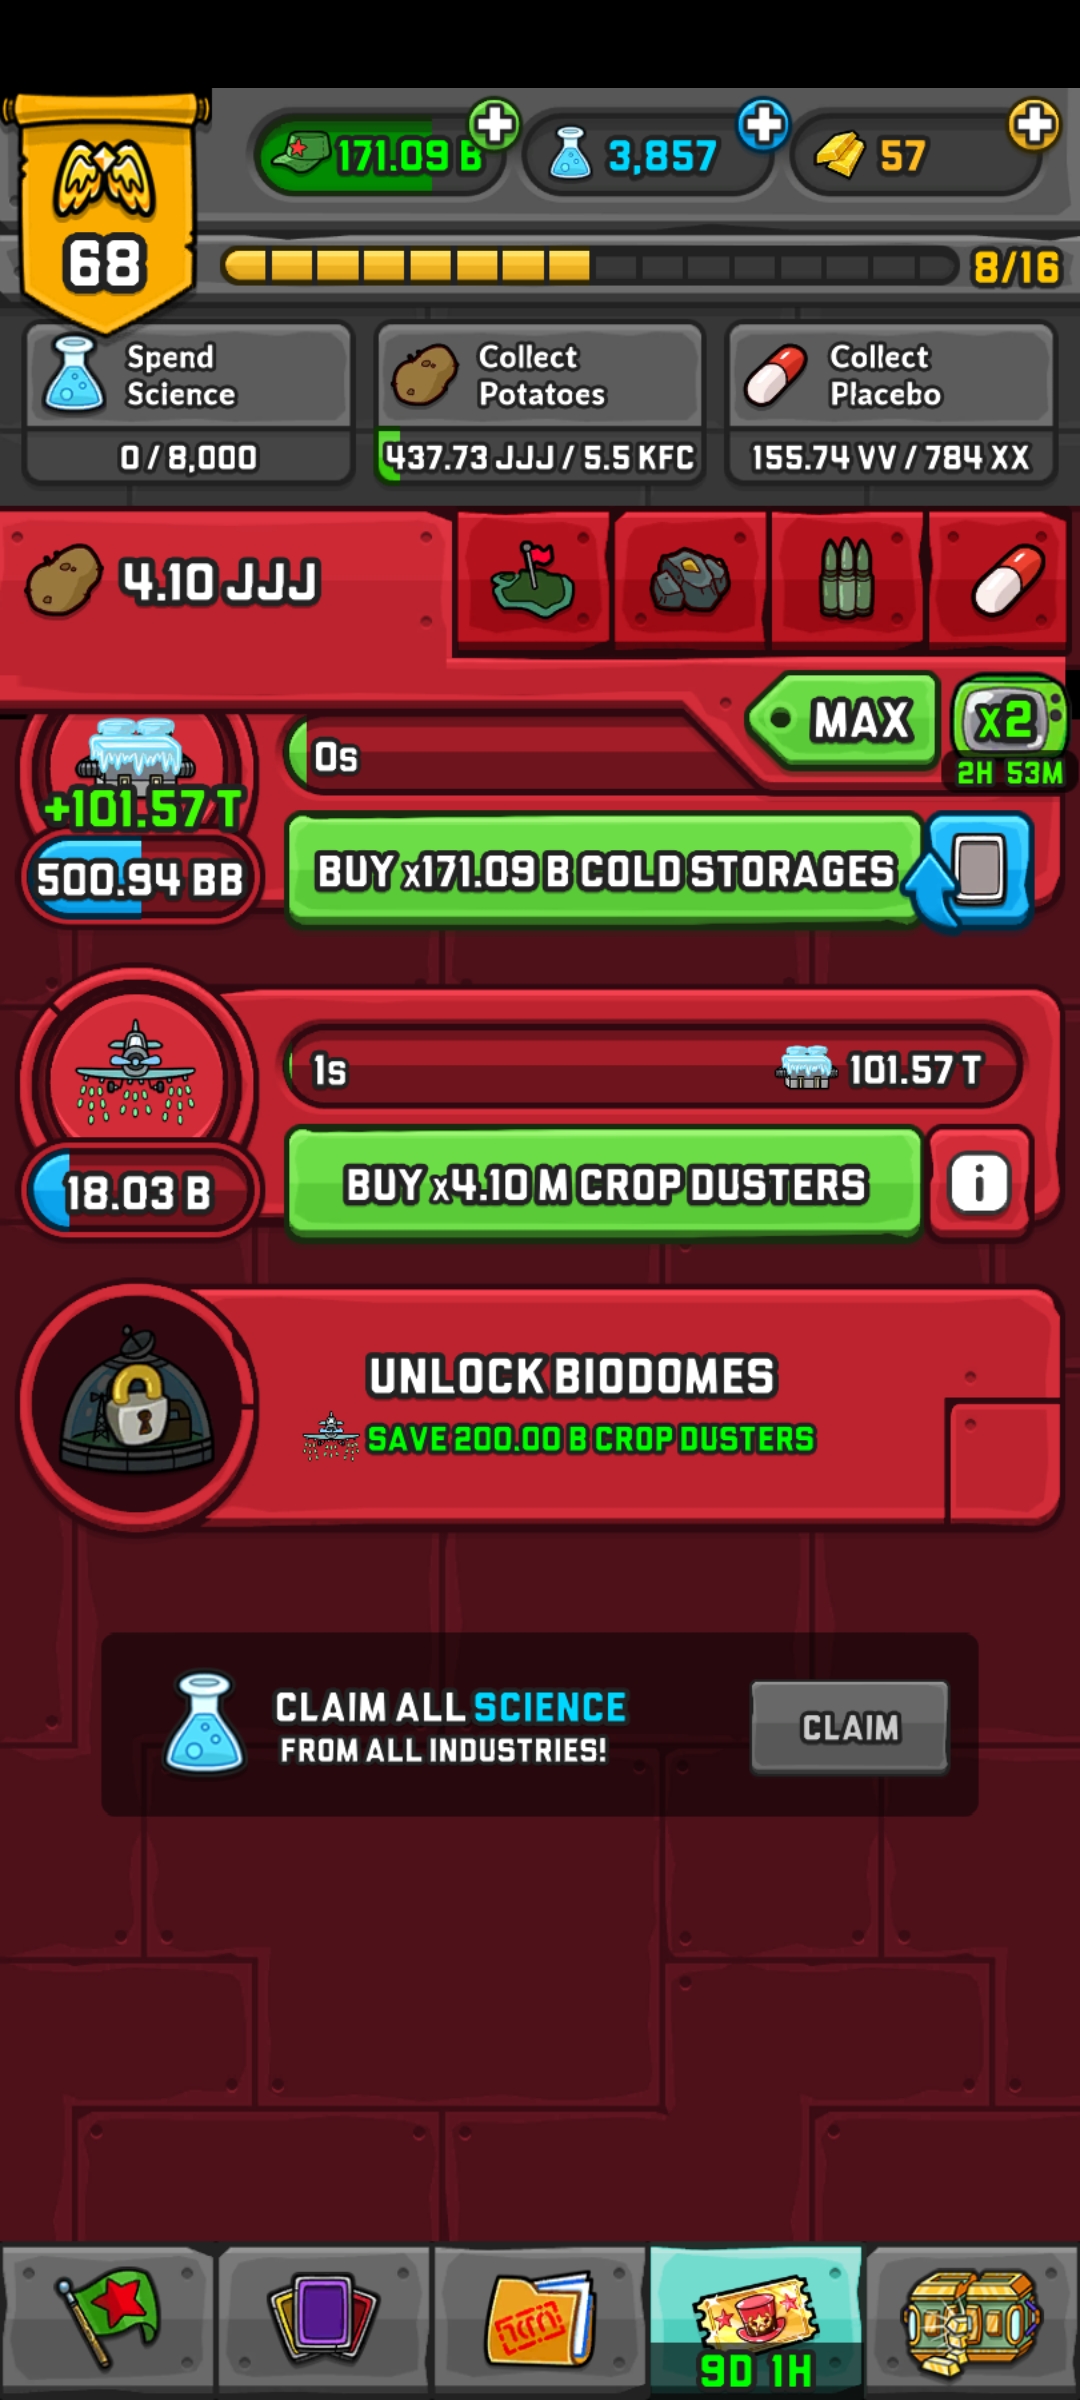 171.09 B
3,857
57
68
8/16
Spend
Science
0 / 8,000
Collect
Potatoes
437.73 JJJ / 5.5 KFC
Collect
Placebo
155.74 VV / 784 XX
4.10 JJJ
MAX
x2
2H 53M
0s
+101.57 T
500.94 BB
BUY x171.09 B COLD STORAGES
1s
101.57 T
18.03 B
BUY x4.10 M CROP DUSTERS
i
UNLOCK BIODOMES
SAVE 200.00 B CROP DUSTERS
CLAIM ALL SCIENCE
FROM ALL INDUSTRIES!
CLAIM
9D 1H